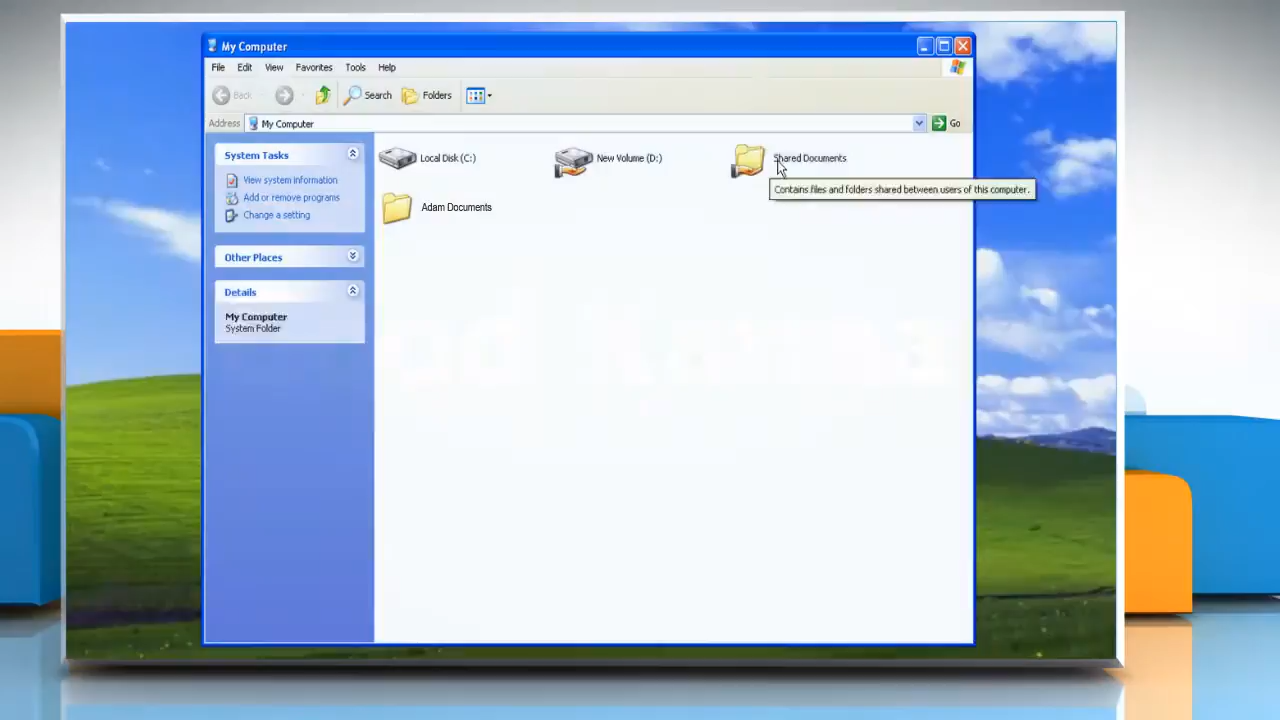 My Computer
File Edit View Favorites Tools Help
Back Search Folders
Address My Computer Go
System Tasks
View system information
Add or remove programs
Change a setting
Other Places
Details
My Computer
System Folder
Local Disk (C:) New Volume (D:) Shared Documents
Contains files and folders shared between users of this computer.
Adam Documents